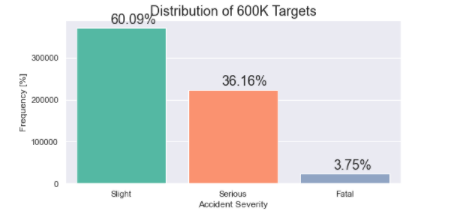 Distribution of 600K Targets
60.09%
36.16%
3.75%
Frequency [%]
300000
200000
100000
0
Slight Serious Fatal
Accident Severity